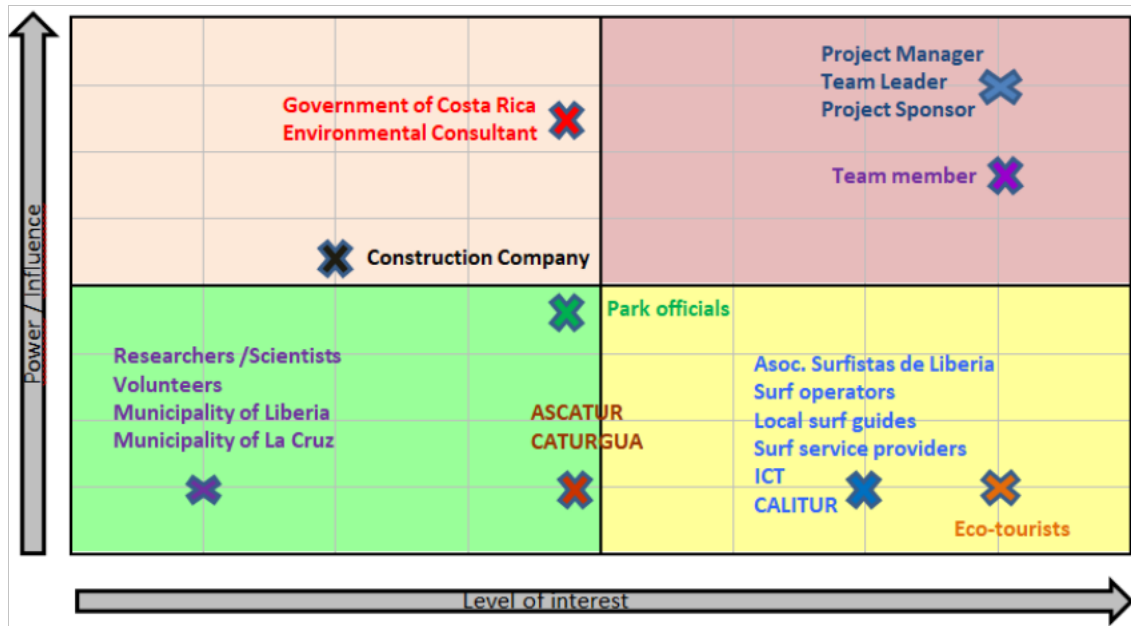 Power / Influence
Government of Costa Rica
Environmental Consultant
Project Manager
Team Leader
Project Sponsor
Team member
Construction Company
Park officials
Researchers /Scientists
Volunteers
Municipality of Liberia
Municipality of La Cruz
ASCATUR
CATURGUA
Asoc. Surfistas de Liberia
Surf operators
Local surf guides
Surf service providers
ICT
CALITUR
Eco-tourists
Level of interest